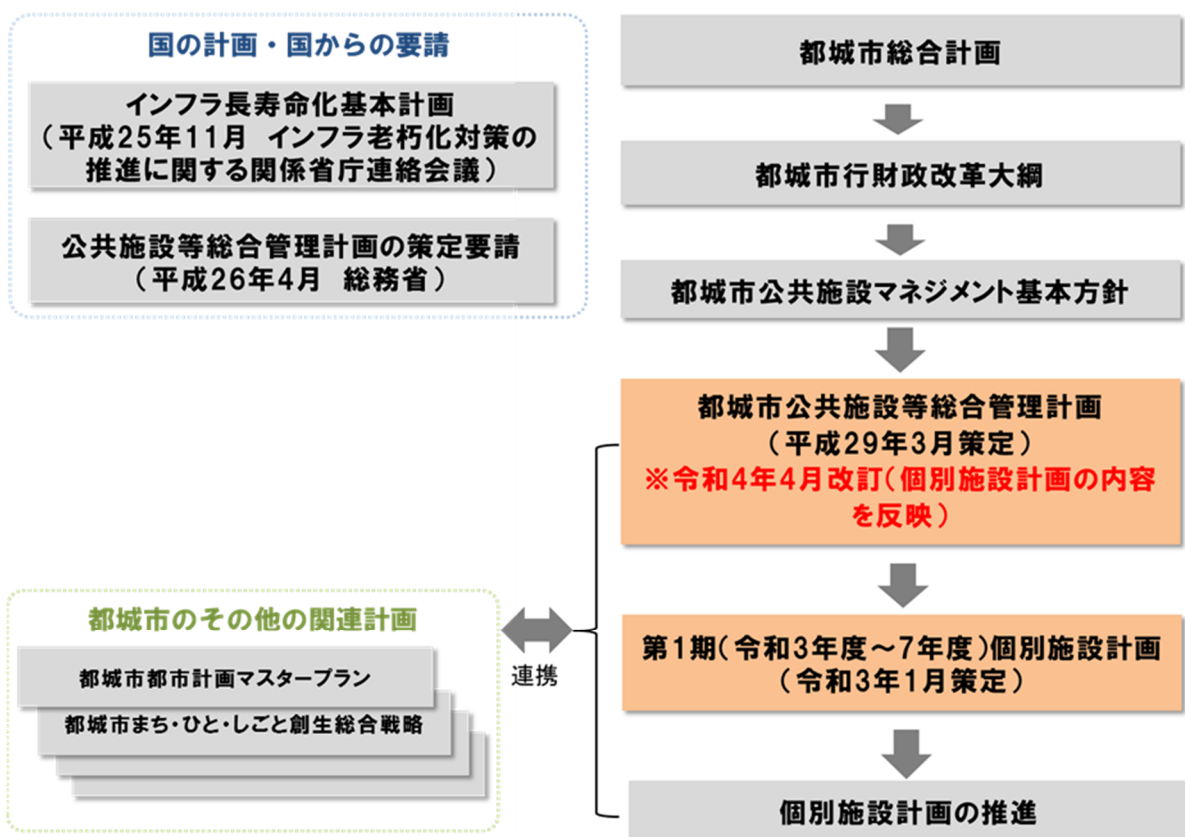 国の計画・国からの要請
インフラ長寿命化基本計画
（平成25年11月　インフラ老朽化対策の
推進に関する関係省庁連絡会議）
公共施設等総合管理計画の策定要請
（平成26年4月　総務省）
都城市総合計画
都城市行財政改革大綱
都城市公共施設マネジメント基本方針
都城市公共施設等総合管理計画
（平成29年3月策定）
※令和4年4月改訂（個別施設計画の内容
を反映）
第1期（令和3年度～7年度）個別施設計画
（令和3年1月策定）
個別施設計画の推進
都城市のその他の関連計画
都城市都市計画マスタープラン
都城市まち・ひと・しごと創生総合戦略
連携